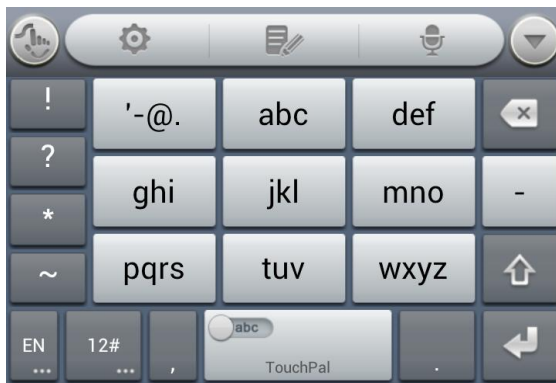 !
'-@. abc def
?
ghi jkl mno -
*
~
pqrs tuv wxyz
abc
EN 12# , TouchPal .
... ...